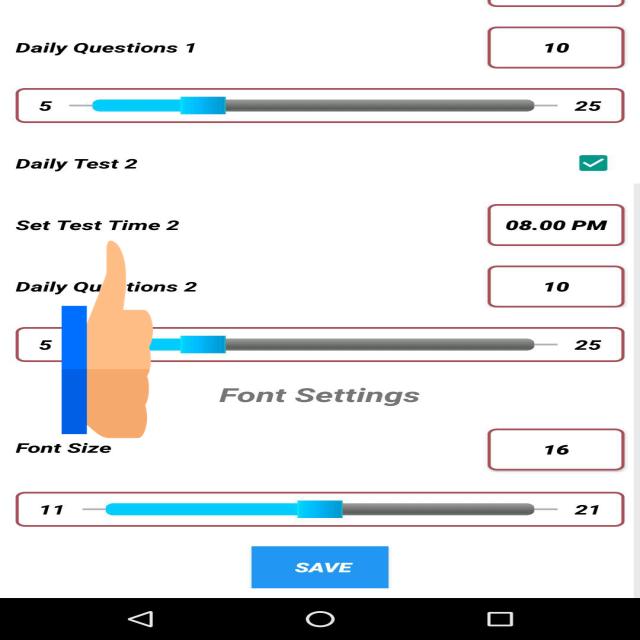 Daily Questions 1 10
5 25
Daily Test 2
Set Test Time 2 08.00 PM
Daily Qu tions 2 10
5 25
Font Settings
Font Size 16
11 21
SAVE